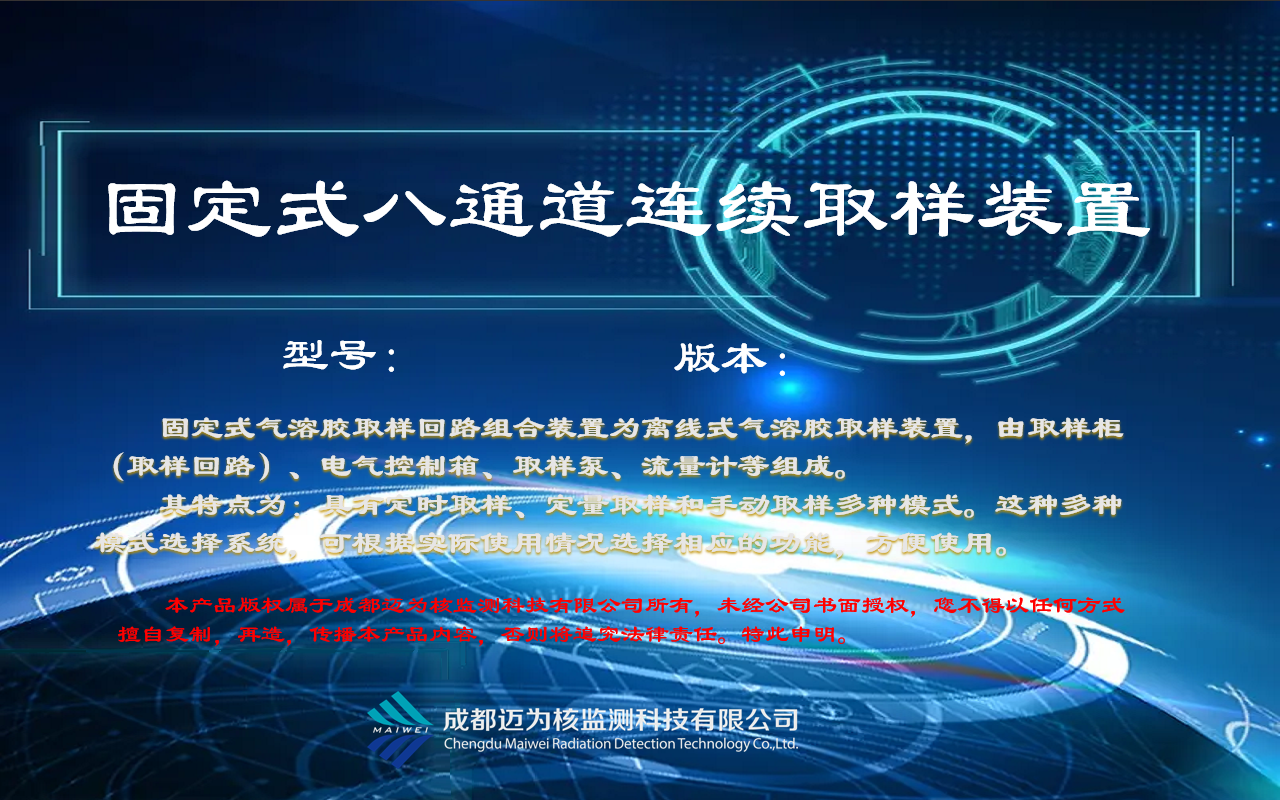 固定式八通道连续取样装置
型号： 版本：
固定式气溶胶取样回路组合装置为离线式气溶胶取样装置，由取样柜
（取样回路）、电气控制箱、取样泵、流量计等组成。
其特点为：具有定时取样、定量取样和手动取样多种模式。这种多种
模式选择系统，可根据实际使用情况选择相应的功能，方便使用。
本产品版权属于成都迈为核监测科技有限公司所有，未经公司书面授权，您不得以任何方式
擅自复制，再造，传播本产品内容，否则将追究法律责任。特此申明。
MAIWEI 成都迈为核监测科技有限公司
Chengdu Maiwei Radiation Detection Technology Co.,Ltd.